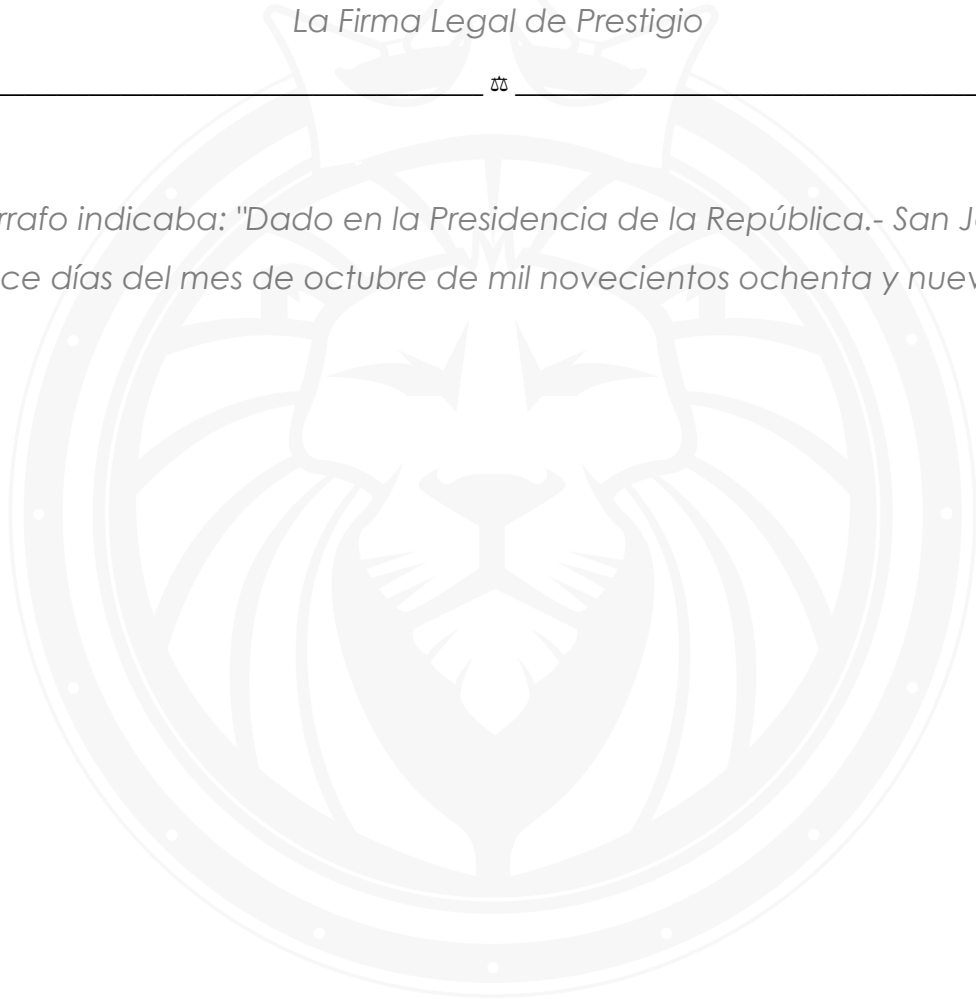 La Firma Legal de Prestigio
rrafo indicaba: "Dado en la Presidencia de la República.- San J
ce días del mes de octubre de mil novecientos ochenta y nuev